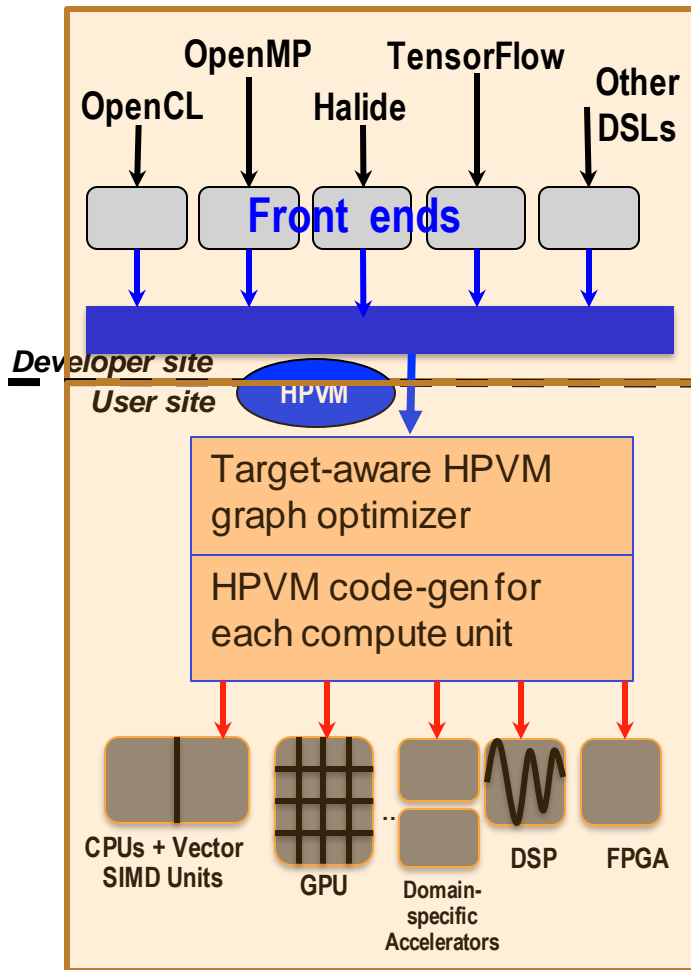 OpenMP
TensorFlow
OpenCL
Halide
Other
DSLs
Front ends
Developer site
User site
HPVM
Target-aware HPVM
graph optimizer
HPVM code-gen for
each compute unit
..
CPUs + Vector
SIMD Units
GPU
Domain-
specific
Accelerators
DSP
FPGA